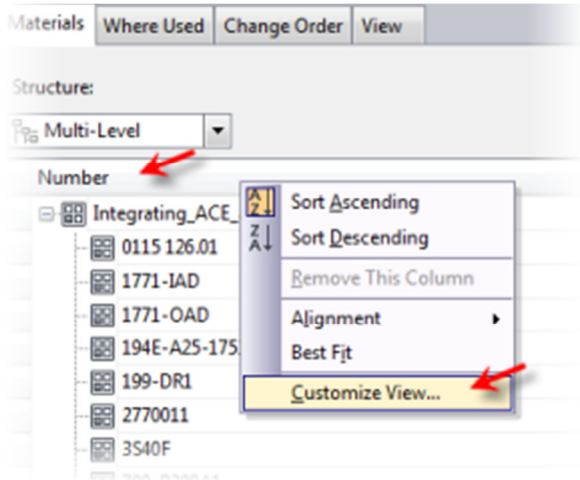 Materials Where Used Change Order View
Structure:
Multi-Level
Number
Integrating_ACE_
0115 126.01
1771-IAD
1771-OAD
194E-A25-175
199-DR1
2770011
3S40F
Sort Ascending
Sort Descending
Remove This Column
Alignment
Best Fit
Customize View...